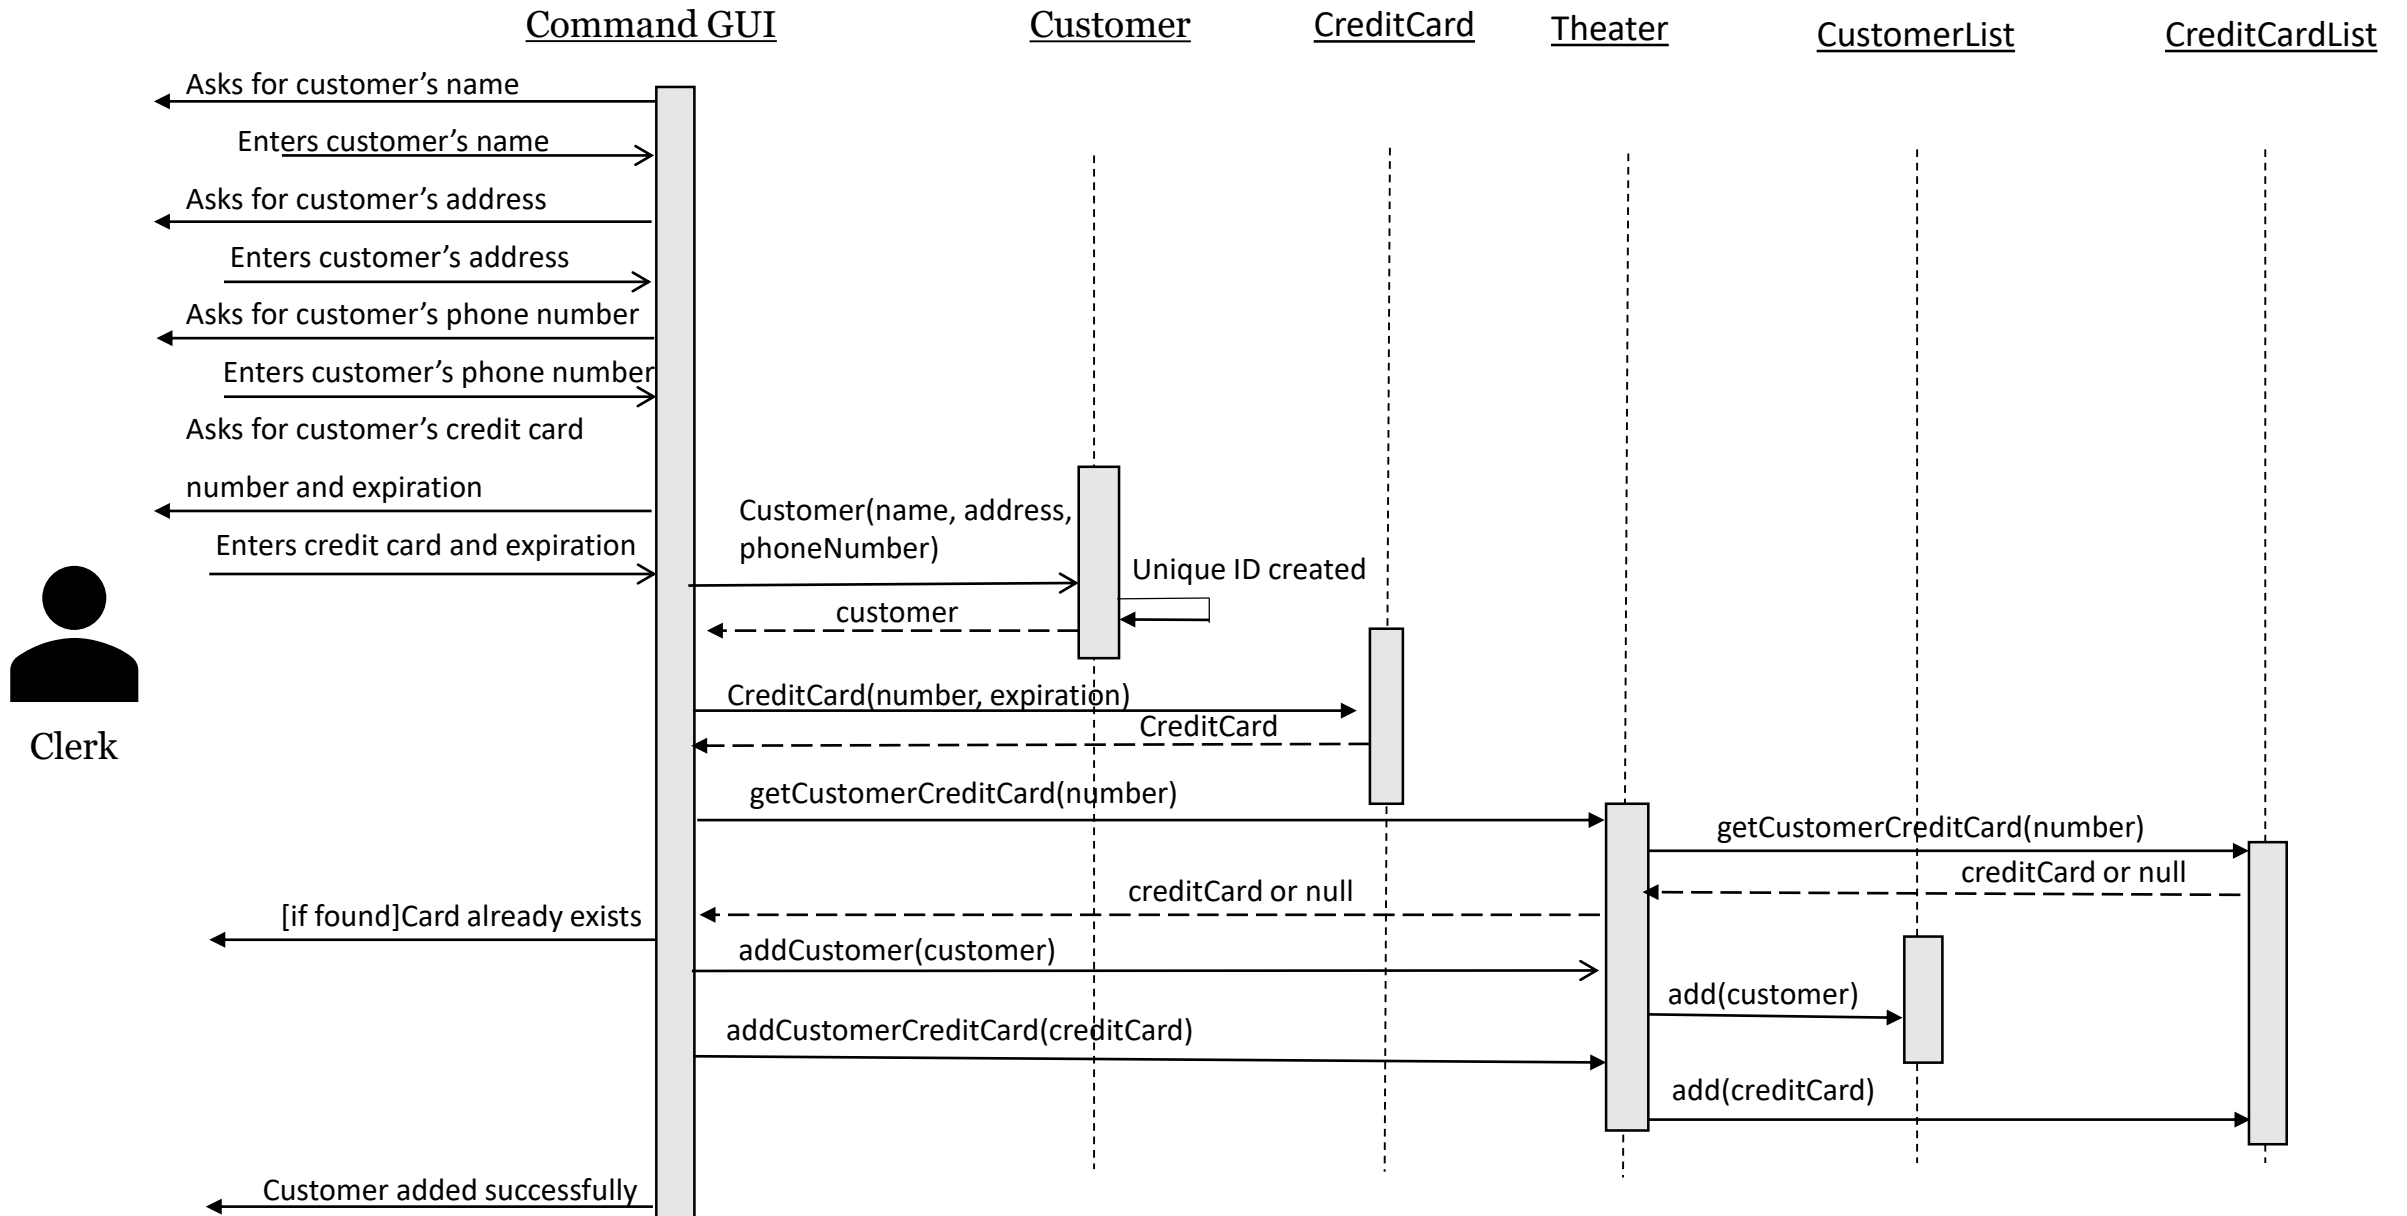 Command GUI
Customer
CreditCard
Theater
CustomerList
CreditCardList
Asks for customer’s name
Enters customer’s name
Asks for customer’s address
Enters customer’s address
Asks for customer’s phone number
Enters customer’s phone number
Asks for customer’s credit card
number and expiration
Enters credit card and expiration
Customer(name, address,
phoneNumber)
Unique ID created
customer
Clerk
CreditCard(number, expiration)
CreditCard
getCustomerCreditCard(number)
getCustomerCreditCard(number)
creditCard or null
creditCard or null
[if found]Card already exists
addCustomer(customer)
add(customer)
addCustomerCreditCard(creditCard)
add(creditCard)
Customer added successfully